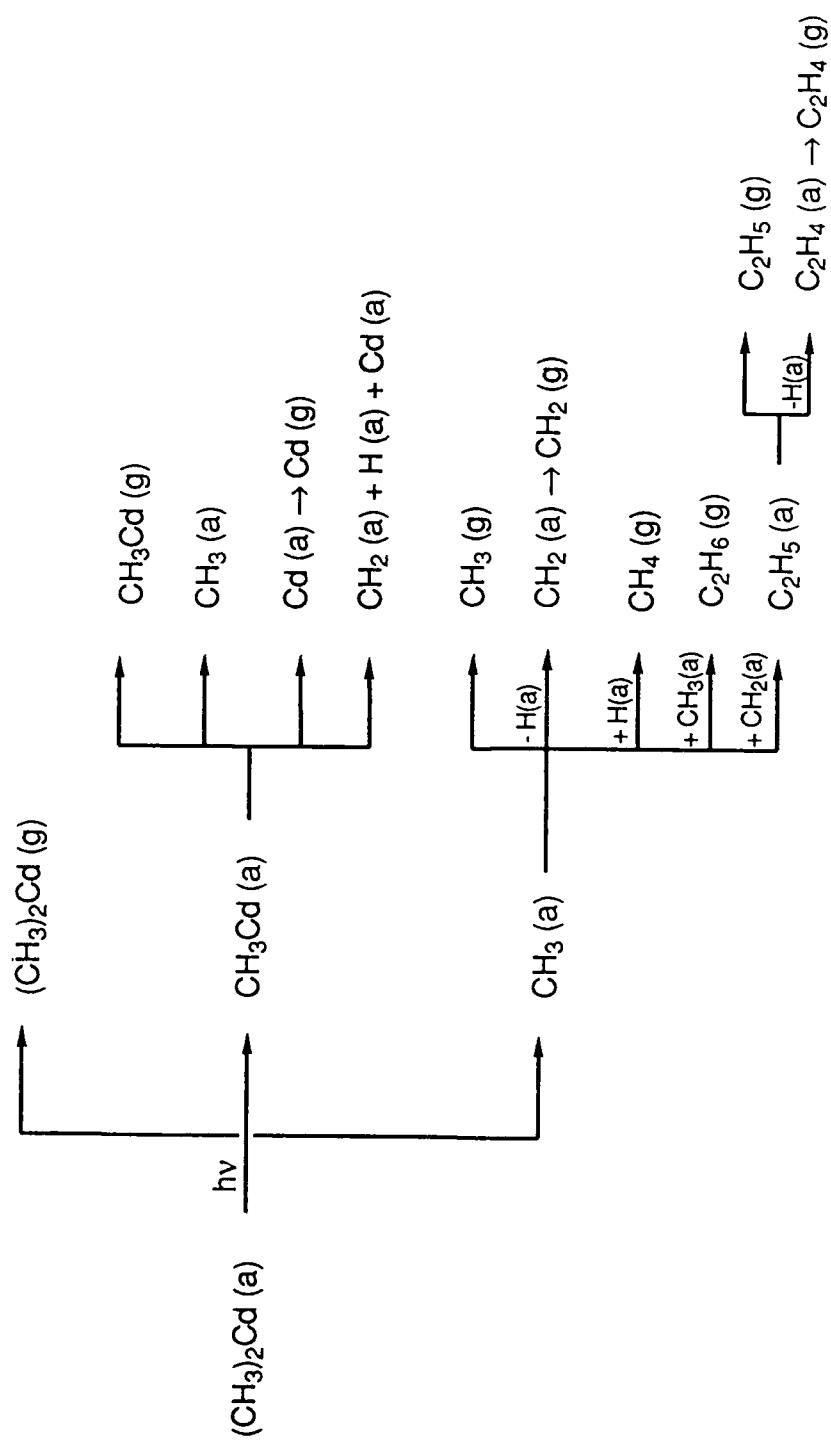 (CH₃)₂Cd (a)
hν
(CH₃)₂Cd (g)
CH₃Cd (a)
CH₃Cd (g)
CH₃ (a)
Cd (a) → Cd (g)
CH₂ (a) + H (a) + Cd (a)
CH₃ (a)
CH₃ (g)
- H(a)
CH₂ (a) → CH₂ (g)
+ H(a)
CH₄ (g)
+ CH₃(a)
C₂H₆ (g)
+ CH₂(a)
C₂H₅ (a)
C₂H₅ (g)
-H(a)
C₂H₄ (a) → C₂H₄ (g)